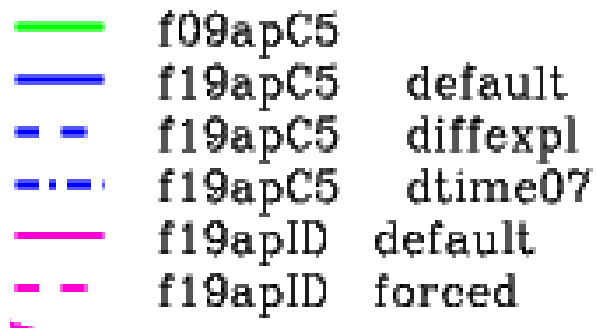 f09apC5
f19apC5 default
f19apC5 diffexpl
f19apC5 dtime07
f19apID default
f19apID forced